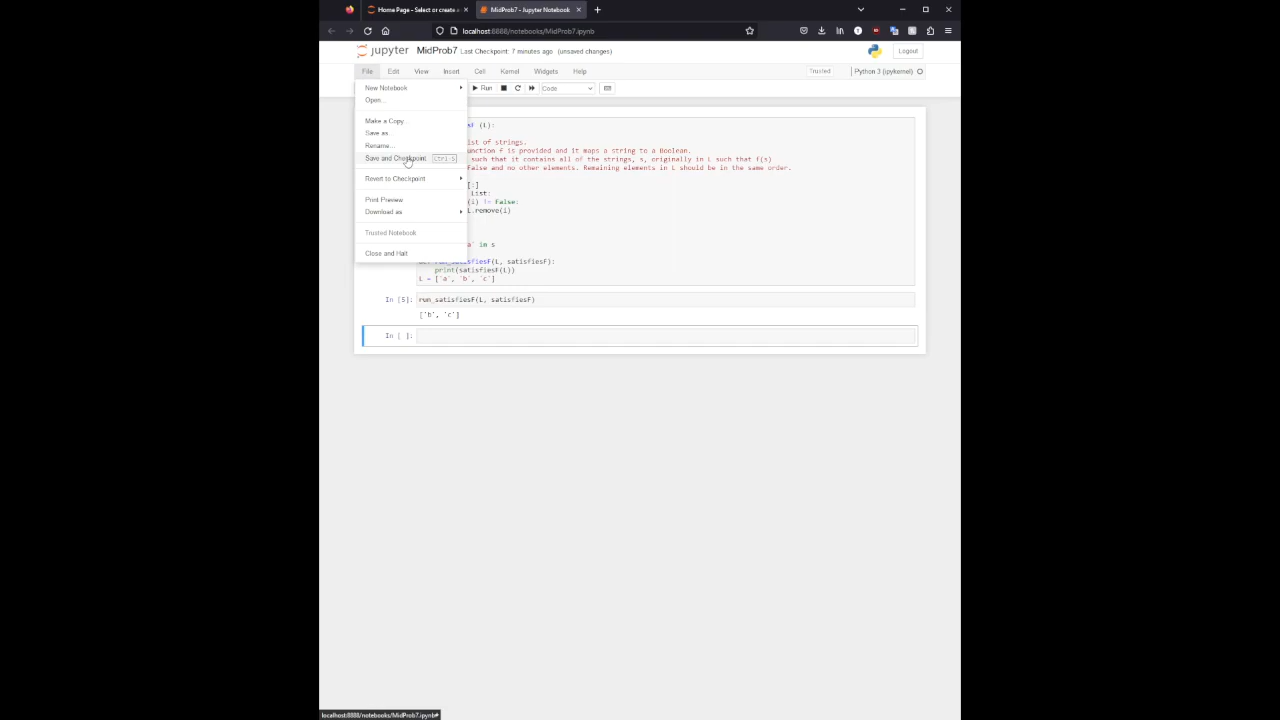 Home Page - Select or create a
MidProb7 - Jupyter Notebook
localhost:8888/notebooks/MidProb7.ipynb
jupyter MidProb7 Last Checkpoint: 7 minutes ago (unsaved changes)
Logout
File Edit View Insert Cell Kernel Widgets Help
Trusted
Python 3 (ipykernel)
New Notebook
Run
Code
Open...
Make a Copy...
Save as...
Rename...
Save and Checkpoint Ctrl-S
Revert to Checkpoint
Print Preview
Download as
Trusted Notebook
Close and Halt
(L):
ist of strings.
unction f is provided and it maps a string to a Boolean.
such that it contains all of the strings, s, originally in L such that f(s)
alse and no other elements. Remaining elements in L should be in the same order.
[:]
List:
(i) != False:
L.remove(i)
a' in s
satisfiesF(L, satisfiesF):
print(satisfiesF(L))
L = ['a', 'b', 'c']
In [5]: run_satisfiesF(L, satisfiesF)
['b', 'c']
In [ ]:
localhost:8888/notebooks/MidProb7.ipynb#